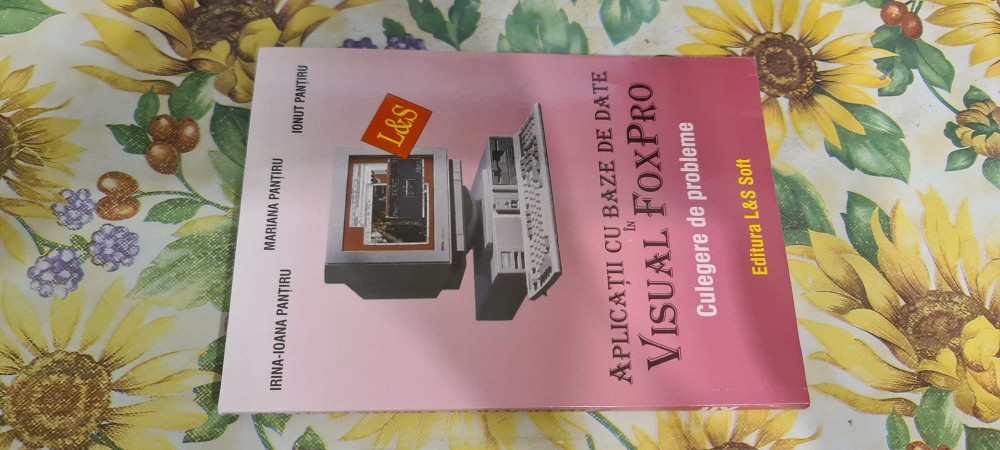 IRINA-IOANA PANȚIRU
MARIANA PANȚIRU
IONUT PANȚIRU
L&S
APLICAȚII CU BAZE DE DATE
ÎN
VISUAL FOXPRO
Culegere de probleme
Editura L&S Soft